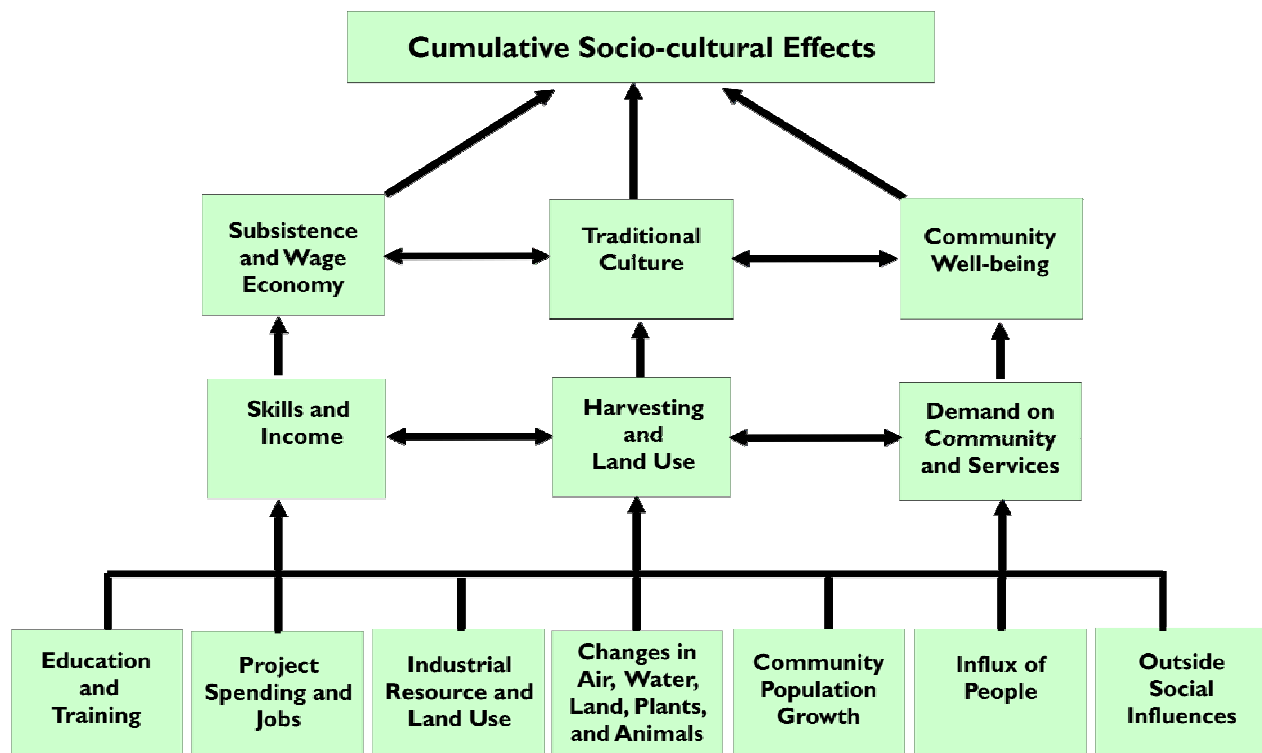 Cumulative Socio-cultural Effects
Subsistence
and Wage
Economy
Traditional
Culture
Community
Well-being
Skills and
Income
Harvesting
and
Land Use
Demand on
Community
and Services
Education
and
Training
Project
Spending and
Jobs
Industrial
Resource and
Land Use
Changes in
Air, Water,
Land, Plants,
and Animals
Community
Population
Growth
Influx of
People
Outside
Social
Influences